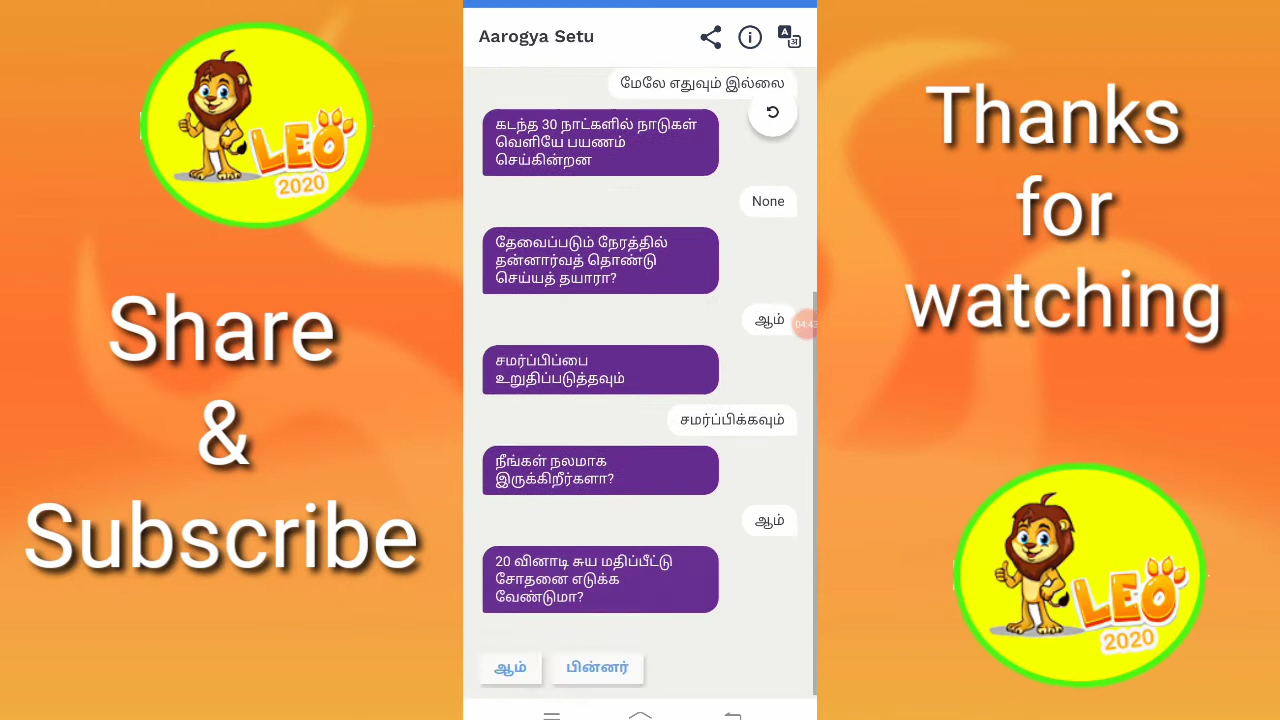 LEO
2020
Share
&
Subscribe
Aarogya Setu
A
अ
மேலே எதுவும் இல்லை
கடந்த 30 நாட்களில் நாடுகள்
வெளியே பயணம்
செய்கின்றன
None
தேவைப்படும் நேரத்தில்
தன்னார்வத் தொண்டு
செய்யத் தயாரா?
ஆம்
04:43
சமர்ப்பிப்பை
உறுதிப்படுத்தவும்
சமர்ப்பிக்கவும்
நீங்கள் நலமாக
இருக்கிறீர்களா?
ஆம்
20 வினாடி சுய மதிப்பீட்டு
சோதனை எடுக்க
வேண்டுமா?
ஆம்
பின்னர்
Thanks
for
watching
LEO
2020